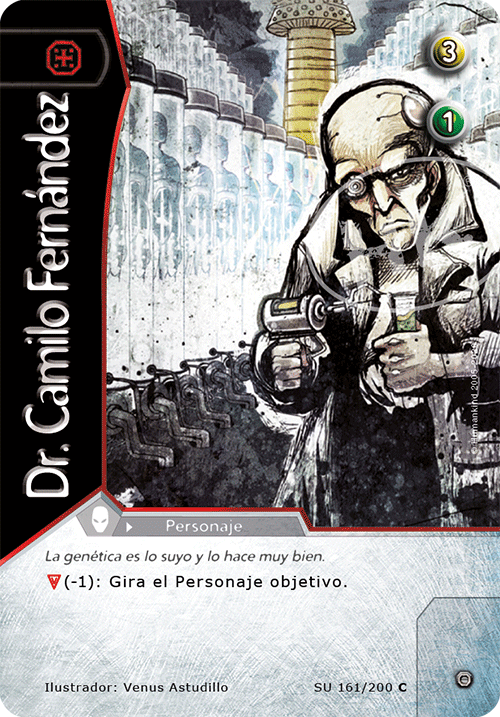 3
1
Dr. Camilo Fernández
Personaje
La genética es lo suyo y lo hace muy bien.
(-1): Gira el Personaje objetivo.
Ilustrador: Venus Astudillo
SU 161/200 C